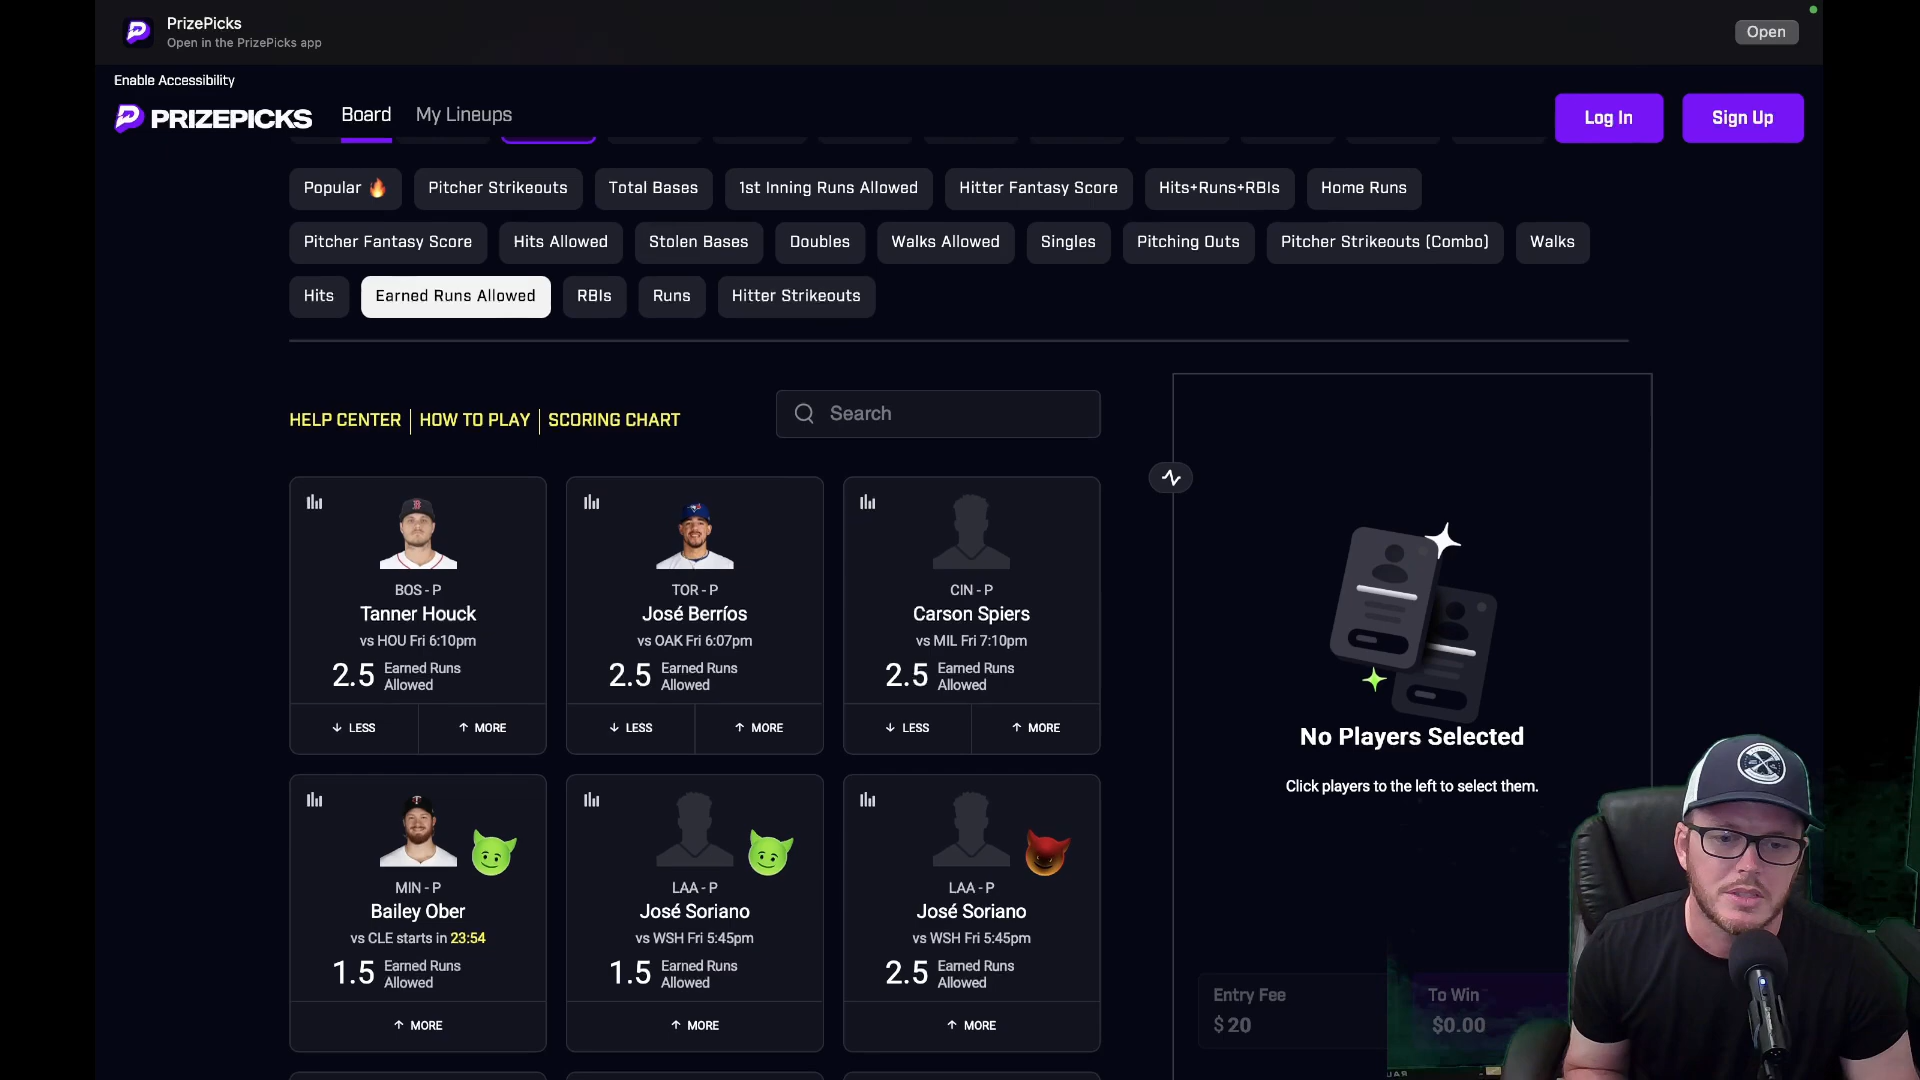 PrizePicks
Open in the PrizePicks app
Open
Enable Accessibility
PRIZEPICKS
Board
My Lineups
Log In
Sign Up
Popular 🔥
Pitcher Strikeouts
Total Bases
1st Inning Runs Allowed
Hitter Fantasy Score
Hits+Runs+RBIs
Home Runs
Pitcher Fantasy Score
Hits Allowed
Stolen Bases
Doubles
Walks Allowed
Singles
Pitching Outs
Pitcher Strikeouts (Combo)
Walks
Hits
Earned Runs Allowed
RBIs
Runs
Hitter Strikeouts
HELP CENTER
HOW TO PLAY
SCORING CHART
Search
BOS - P
Tanner Houck
vs HOU Fri 6:10pm
2.5 Earned Runs
Allowed
↓ LESS
↑ MORE
TOR - P
José Berríos
vs OAK Fri 6:07pm
2.5 Earned Runs
Allowed
↓ LESS
↑ MORE
CIN - P
Carson Spiers
vs MIL Fri 7:10pm
2.5 Earned Runs
Allowed
↓ LESS
↑ MORE
MIN - P
Bailey Ober
vs CLE starts in 23:54
1.5 Earned Runs
Allowed
↑ MORE
LAA - P
José Soriano
vs WSH Fri 5:45pm
1.5 Earned Runs
Allowed
↑ MORE
LAA - P
José Soriano
vs WSH Fri 5:45pm
2.5 Earned Runs
Allowed
↑ MORE
No Players Selected
Click players to the left to select them.
Entry Fee
$ 20
To Win
$0.00